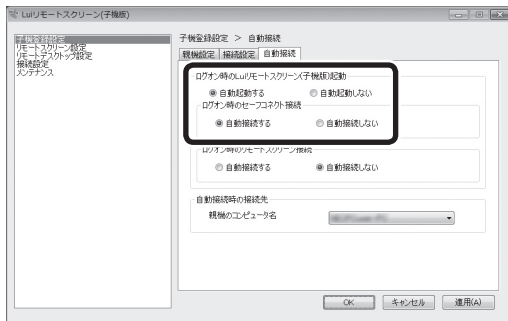 Luiリモートスクリーン(子機版)
子機登録設定
リモートスクリーン設定
リモートデスクトップ設定
接続設定
メンテナンス
子機登録設定 > 自動接続
親機設定 接続設定 自動接続
ログオン時のLuiリモートスクリーン(子機版)起動
自動起動する 自動起動しない
ログオン時のセーフコネクト接続
自動接続する 自動接続しない
ログオン時のリモートスクリーン接続
自動接続する 自動接続しない
自動接続時の接続先
親機のコンピュータ名
OK キャンセル 適用(A)